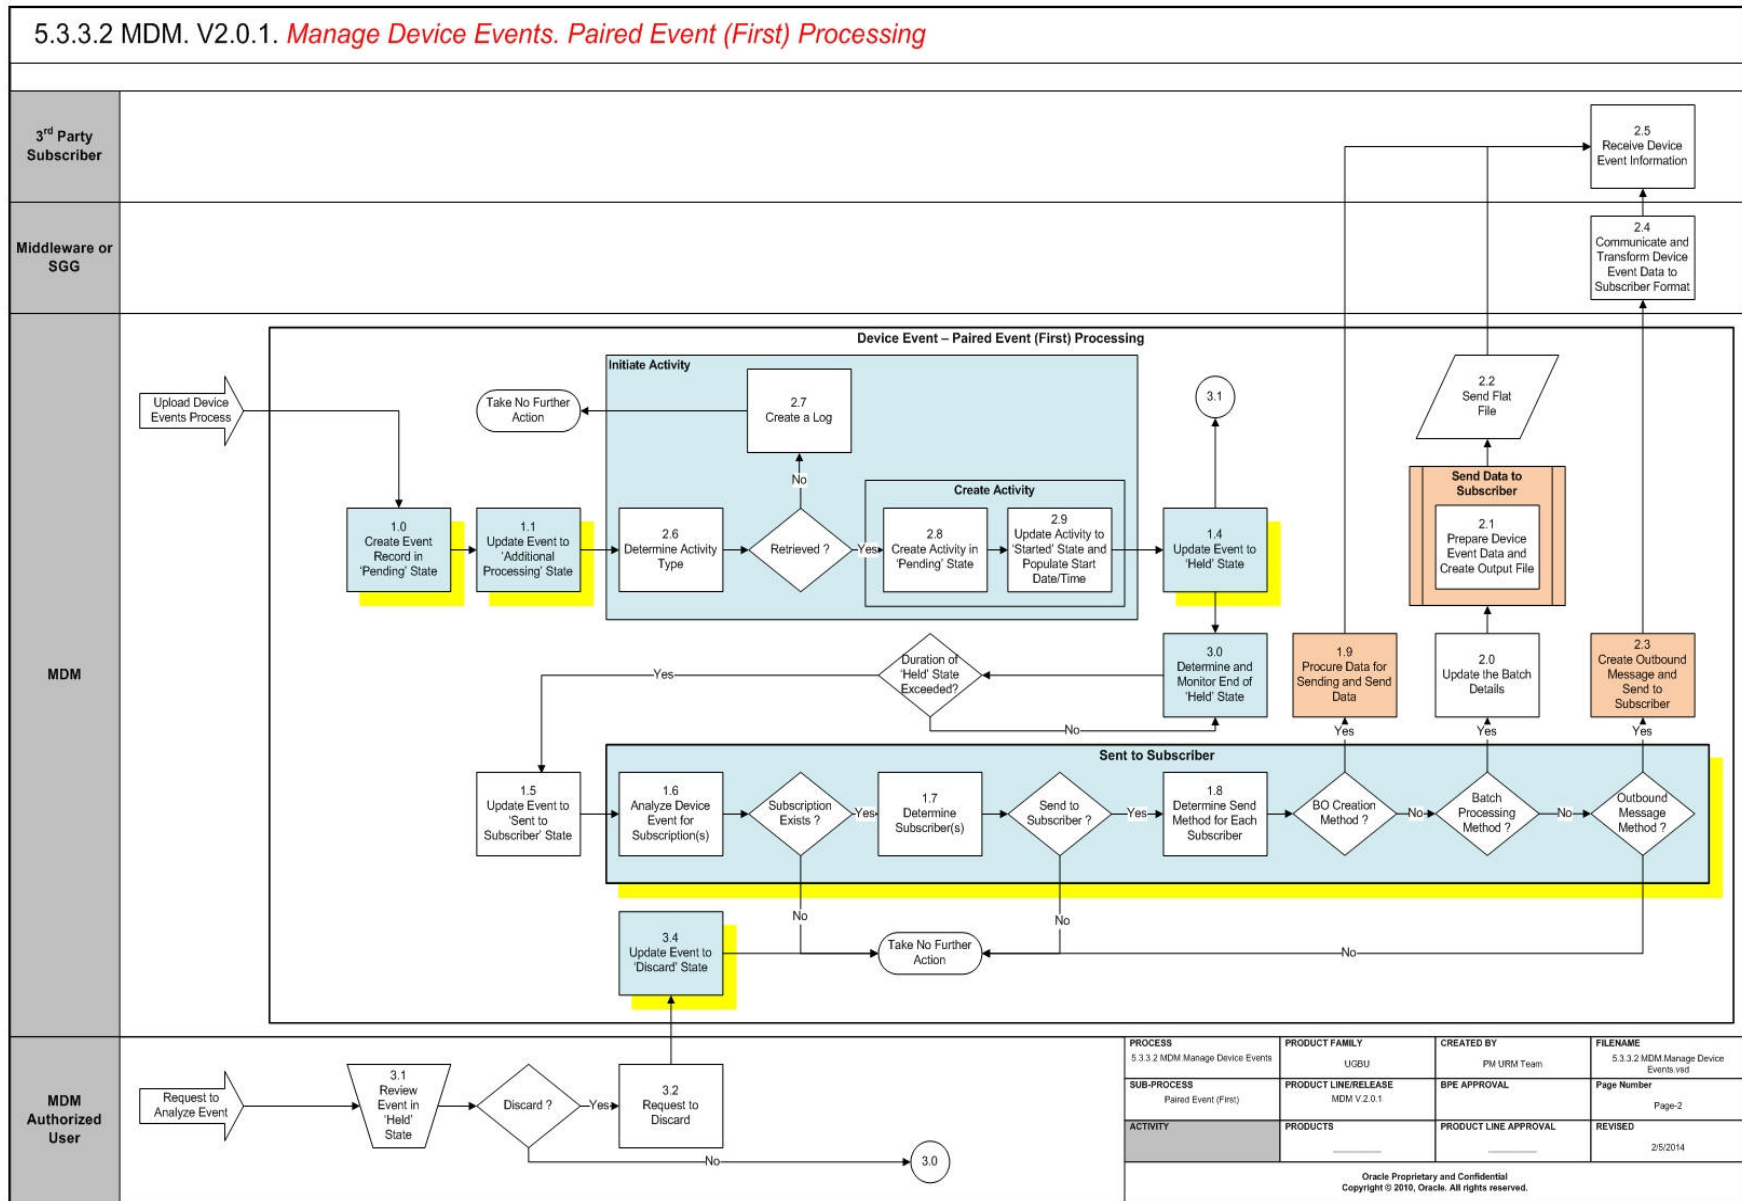 5.3.3.2 MDM. V2.0.1. Manage Device Events. Paired Event (First) Processing
3rd Party
Subscriber
2.5
Receive Device
Event Information
Middleware or
SGG
2.4
Communicate and
Transform Device
Event Data to
Subscriber Format
MDM
Device Event – Paired Event (First) Processing
Upload Device
Events Process
Take No Further
Action
Initiate Activity
2.7
Create a Log
No
3.1
2.2
Send Flat
File
1.0
Create Event
Record in
'Pending' State
1.1
Update Event to
'Additional
Processing' State
2.6
Determine Activity
Type
Retrieved ?
Yes
Create Activity
2.8
Create Activity in
'Pending' State
2.9
Update Activity to
'Started' State and
Populate Start
Date/Time
1.4
Update Event to
'Held' State
Send Data to
Subscriber
2.1
Prepare Device
Event Data and
Create Output File
Yes
Duration of
'Held' State
Exceeded?
No
3.0
Determine and
Monitor End of
'Held' State
1.9
Procure Data for
Sending and Send
Data
2.0
Update the Batch
Details
2.3
Create Outbound
Message and
Send to
Subscriber
Yes
Yes
Yes
Sent to Subscriber
1.5
Update Event to
'Sent to
Subscriber' State
1.6
Analyze Device
Event for
Subscription(s)
Subscription
Exists ?
Yes
1.7
Determine
Subscriber(s)
Send to
Subscriber ?
Yes
1.8
Determine Send
Method for Each
Subscriber
BO Creation
Method ?
No
Batch
Processing
Method ?
No
Outbound
Message
Method ?
No
No
3.4
Update Event to
'Discard' State
Take No Further
Action
No
MDM
Authorized
User
Request to
Analyze Event
3.1
Review
Event in
'Held'
State
Discard ?
Yes
3.2
Request to
Discard
No
3.0
PROCESS
5.3.3.2 MDM Manage Device Events
PRODUCT FAMILY
UGBU
CREATED BY
PM URM Team
FILENAME
5.3.3.2 MDM.Manage Device
Events.vsd
SUB-PROCESS
Paired Event (First)
PRODUCT LINE/RELEASE
MDM V.2.0.1
BPE APPROVAL
Page Number
Page-2
ACTIVITY
PRODUCTS
PRODUCT LINE APPROVAL
REVISED
2/5/2014
Oracle Proprietary and Confidential
Copyright © 2010, Oracle. All rights reserved.